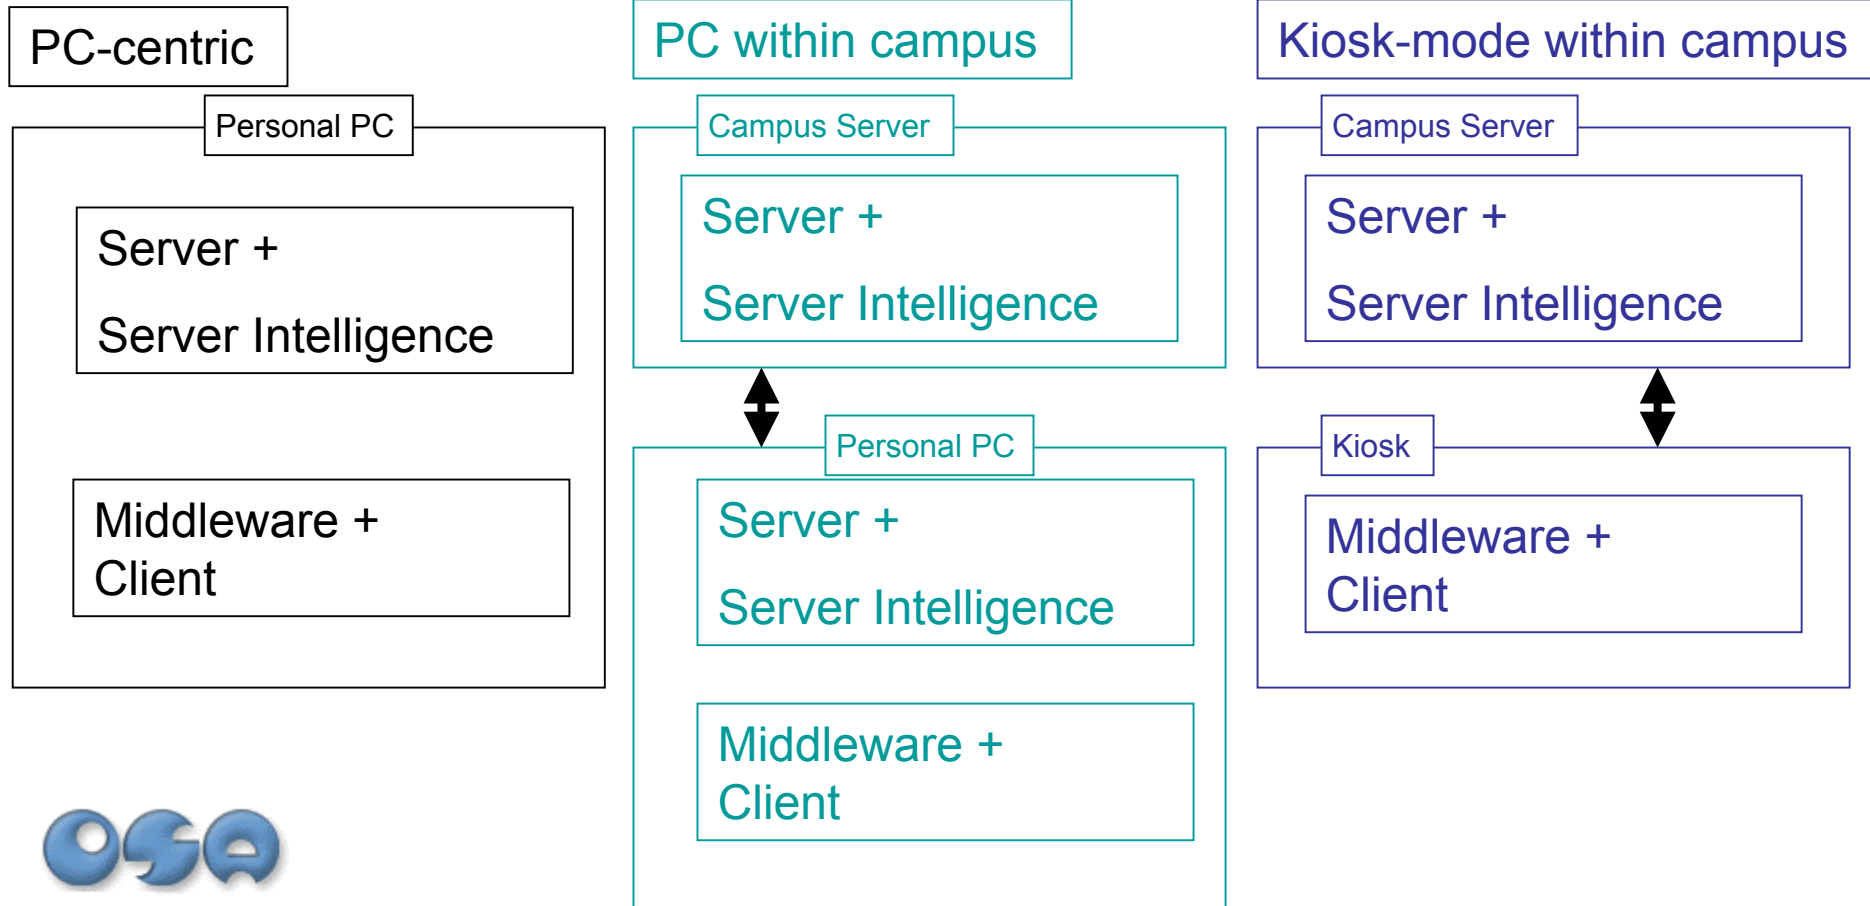 PC-centric
Personal PC
Server +
Server Intelligence
Middleware +
Client
PC within campus
Campus Server
Server +
Server Intelligence
Personal PC
Server +
Server Intelligence
Middleware +
Client
Kiosk-mode within campus
Campus Server
Server +
Server Intelligence
Kiosk
Middleware +
Client
OSA